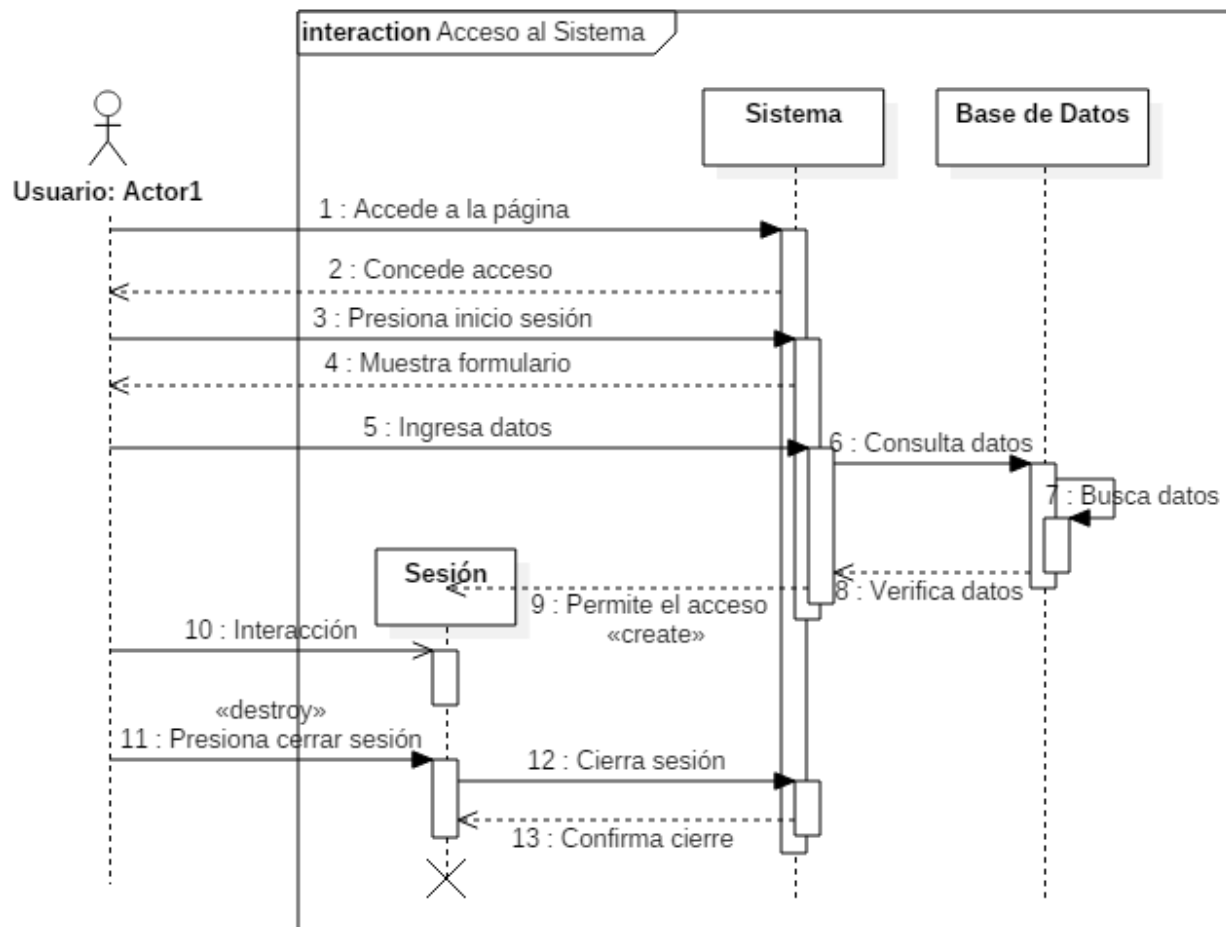 interaction Acceso al Sistema
Sistema
Base de Datos
Usuario: Actor1
1 : Accede a la página
2 : Concede acceso
3 : Presiona inicio sesión
4 : Muestra formulario
5 : Ingresa datos
6 : Consulta datos
7 : Busca datos
Sesión
8 : Verifica datos
9 : Permite el acceso
«create»
10 : Interacción
«destroy»
11 : Presiona cerrar sesión
12 : Cierra sesión
13 : Confirma cierre